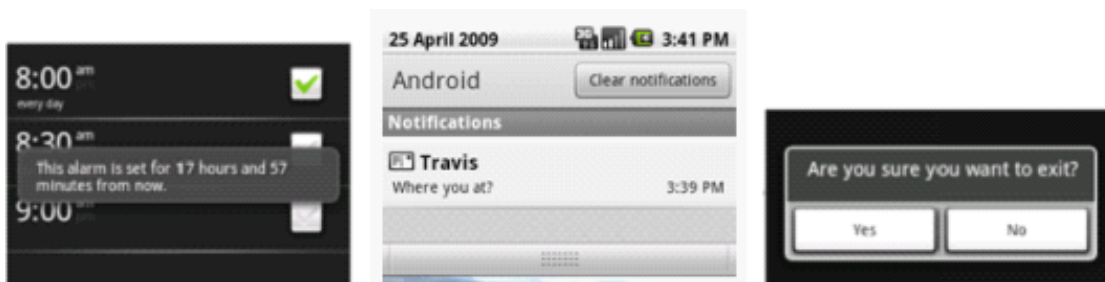 8:00 am
every day
8:30 am
This alarm is set for 17 hours and 57
minutes from now.
9:00
25 April 2009 3:41 PM
Android Clear notifications
Notifications
Travis
Where you at? 3:39 PM
Are you sure you want to exit?
Yes No